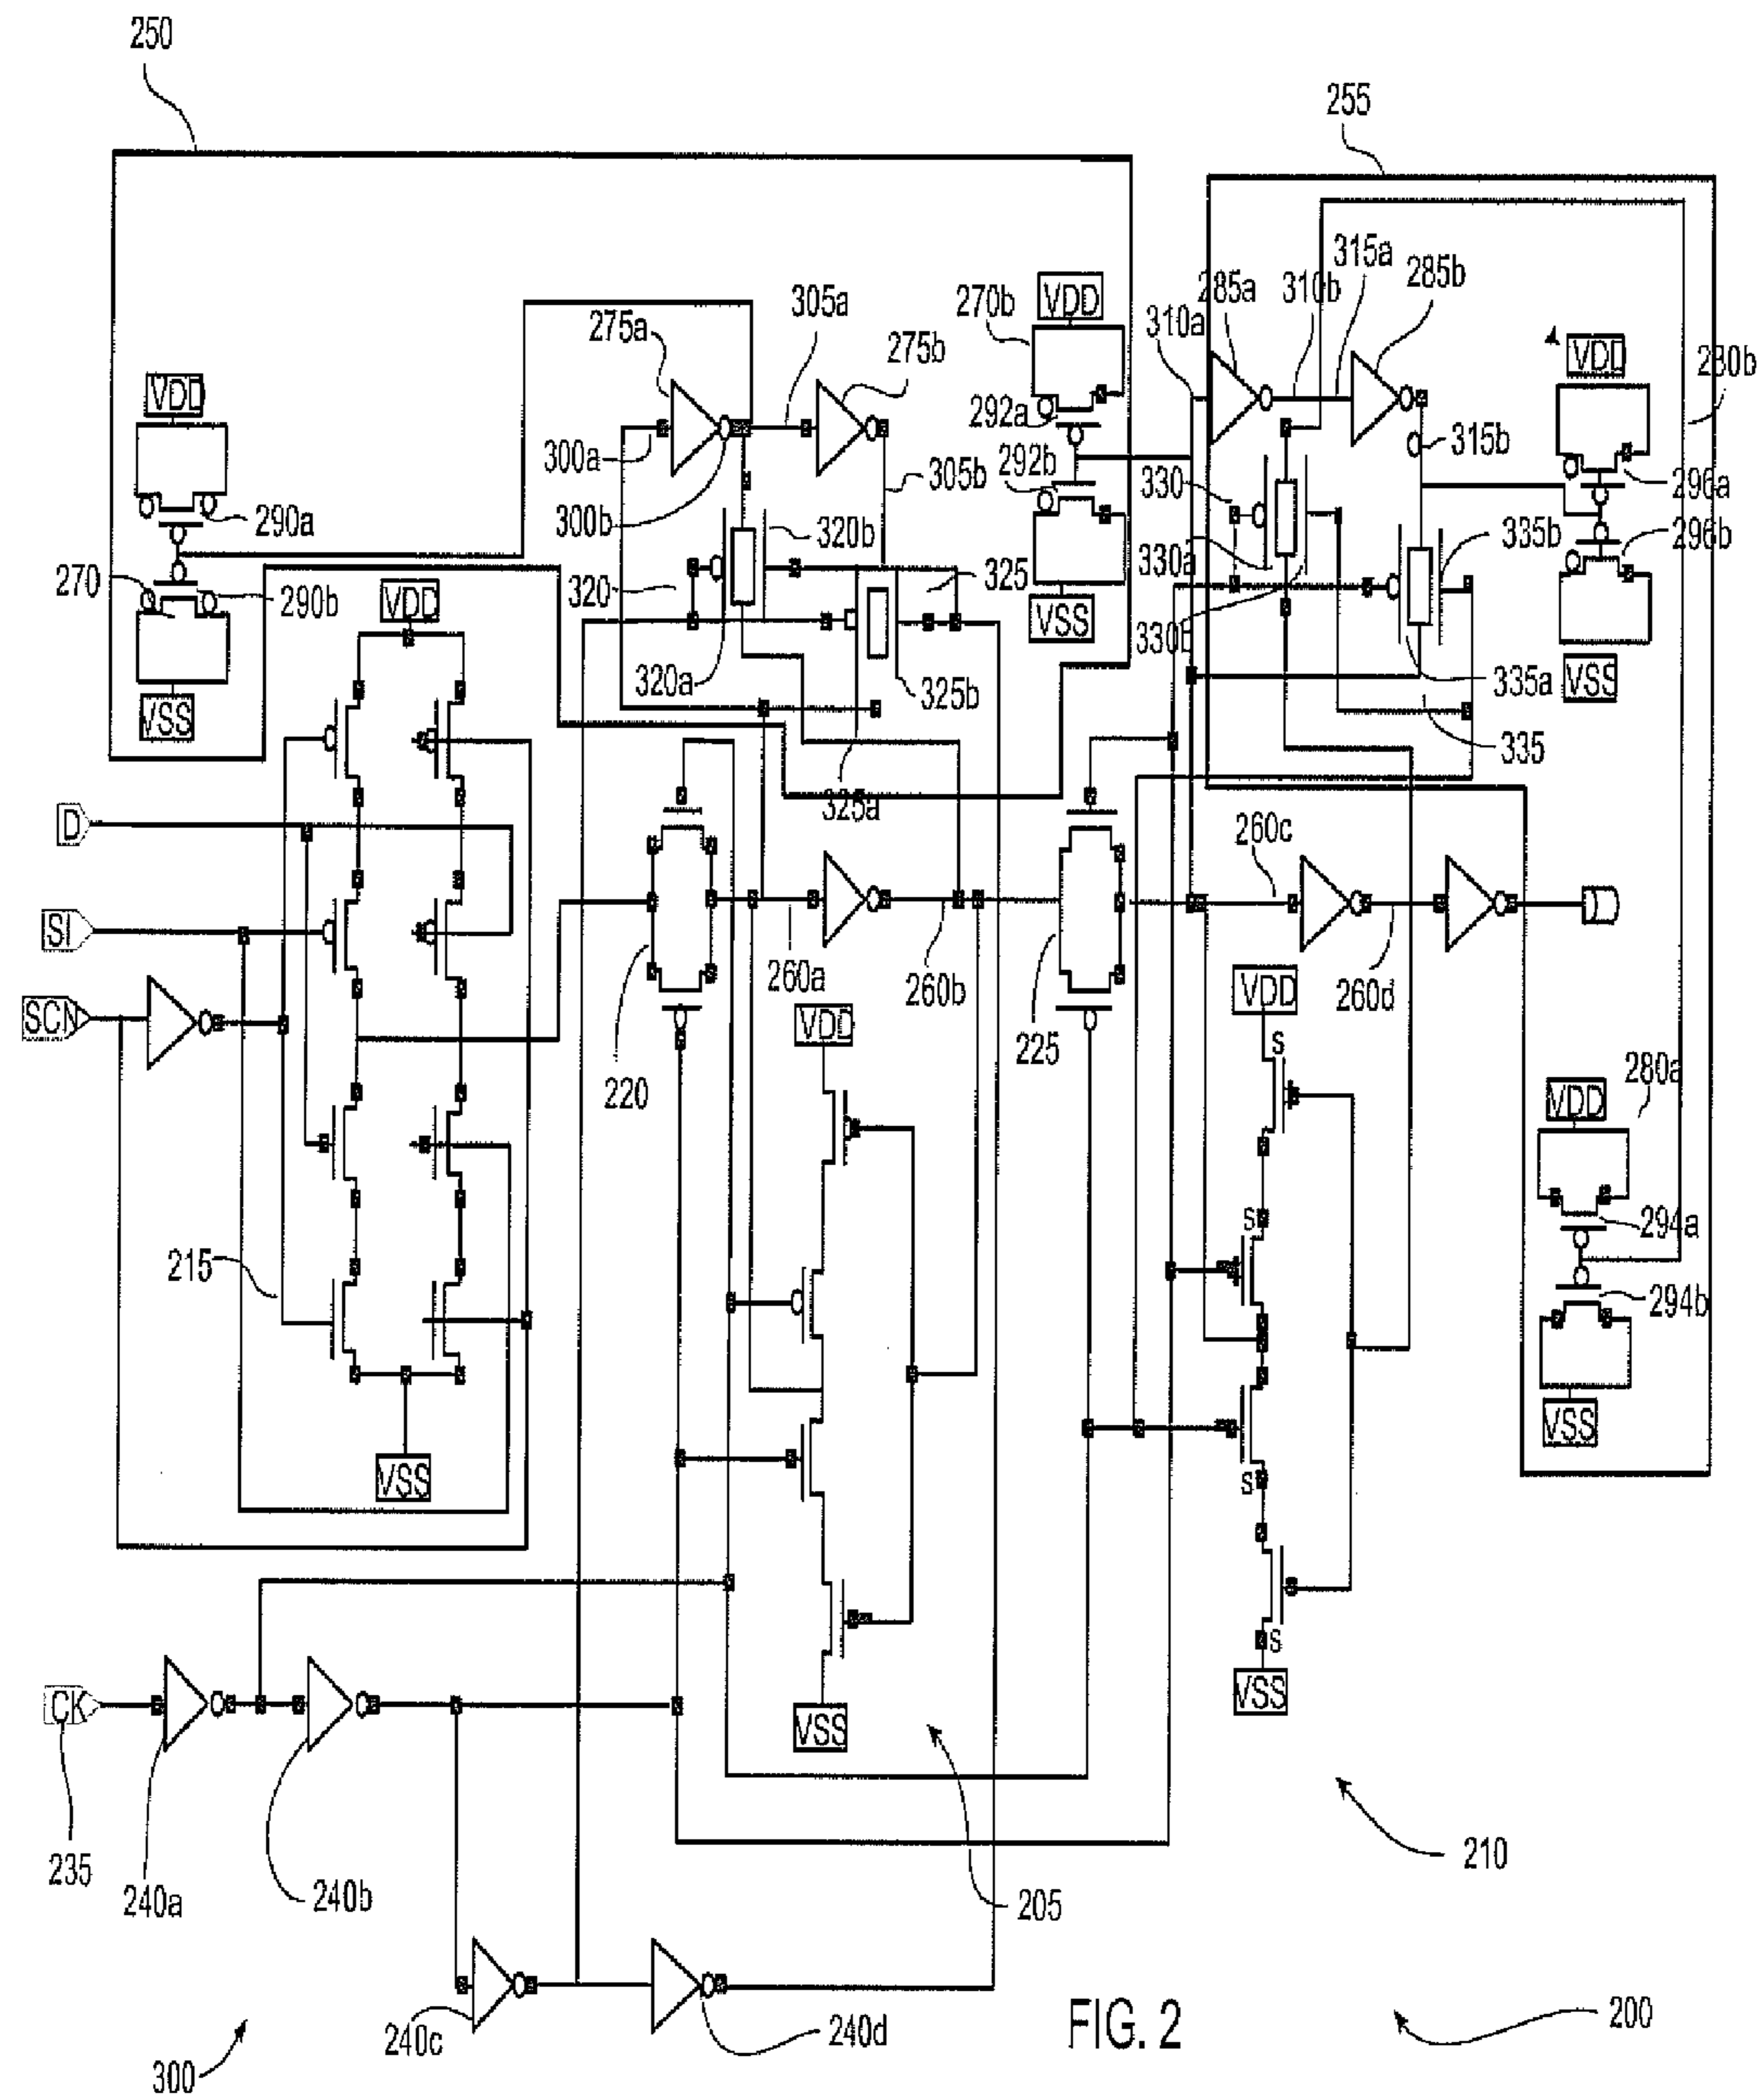 250
255
VDD
290a
270
290b
VSS
VDD
275a
305a
275b
300a
300b
305b
320
320b
320a
325
325b
325a
270b
VDD
292a
292b
VSS
310a
285a
310b
315a
285b
315b
330
330a
330b
335b
335a
335
VDD
280b
296a
296b
VSS
D
SI
SCN
215
VSS
220
260a
260b
225
260c
260d
VDD
VSS
VDD
S
S
S
S
VSS
280a
VDD
294a
294b
VSS
CK
235
240a
240b
240c
240d
205
210
200
300
FIG. 2